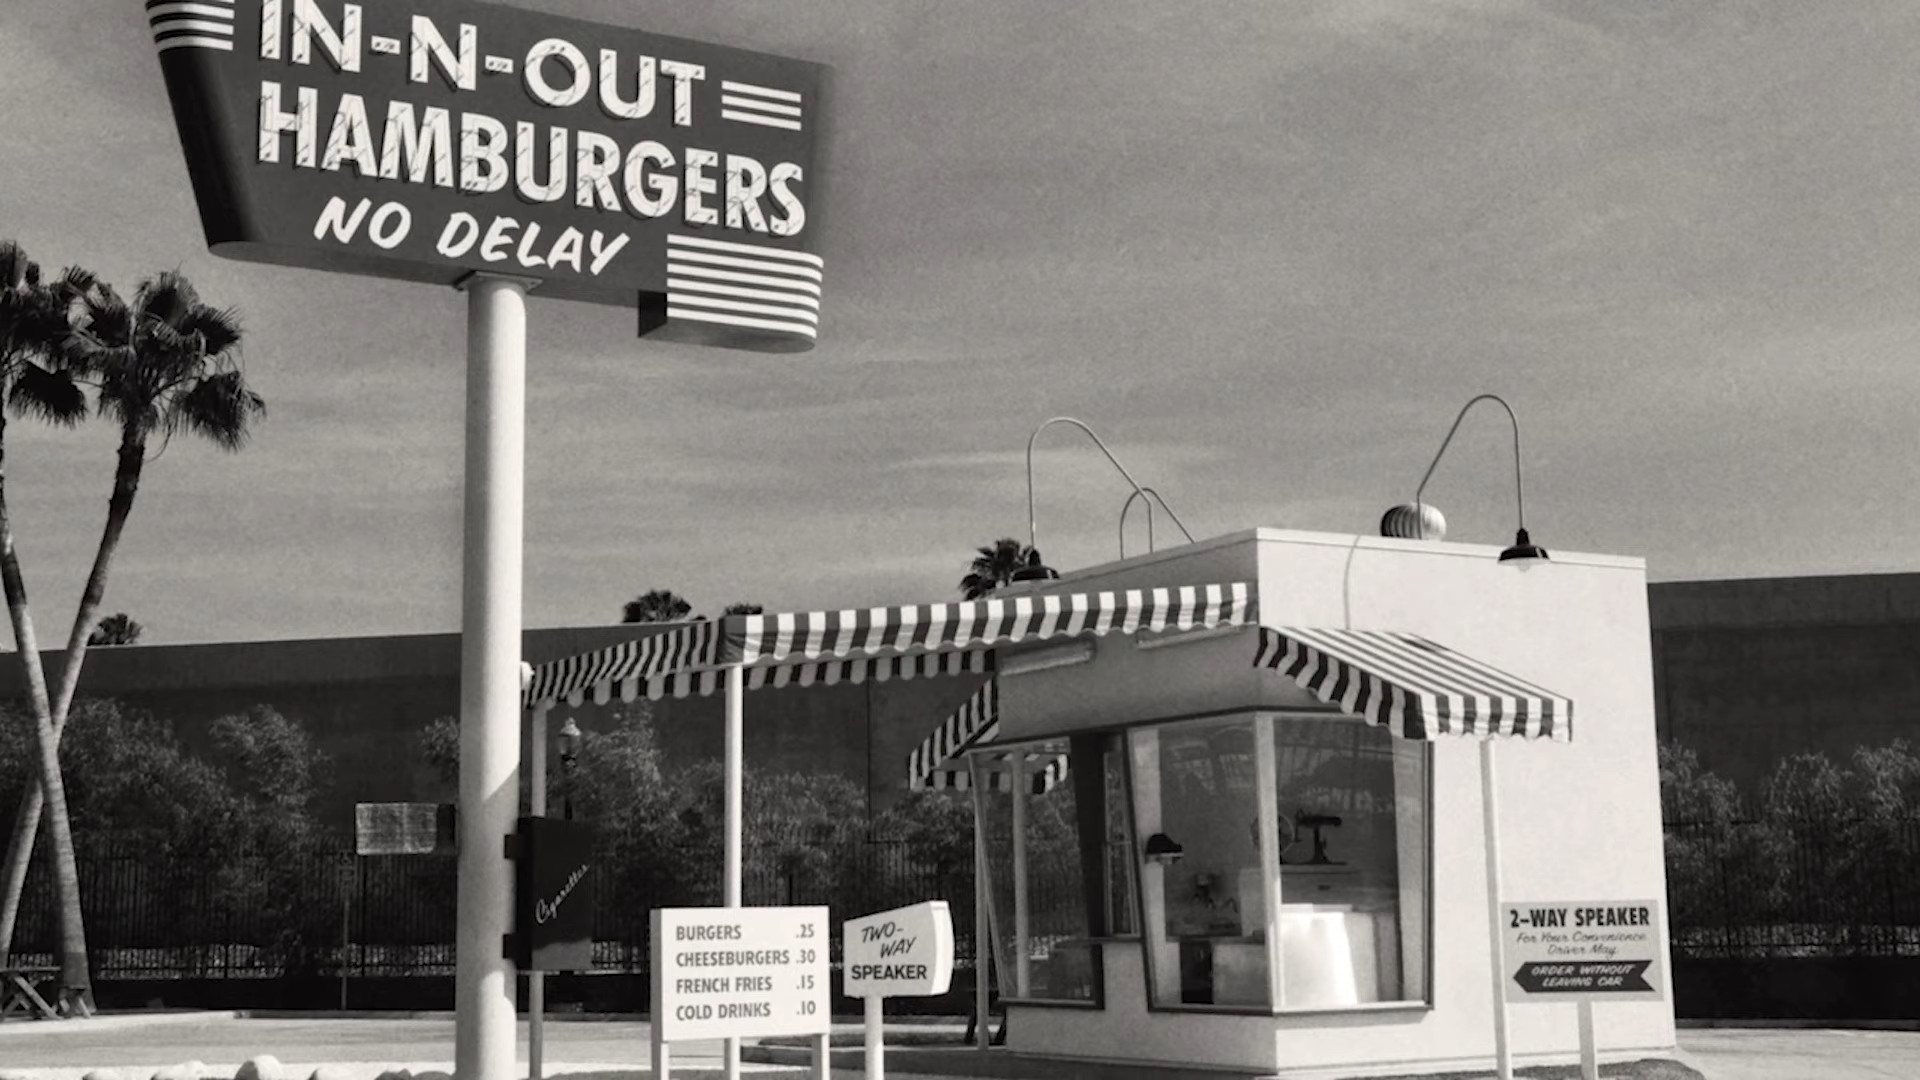 IN-N-OUT
HAMBURGERS
NO DELAY
Cigarettes
BURGERS .25
CHEESEBURGERS .30
FRENCH FRIES .15
COLD DRINKS .10
TWO-
WAY
SPEAKER
2-WAY SPEAKER
For Your Convenience
Driver May
ORDER WITHOUT
LEAVING CAR